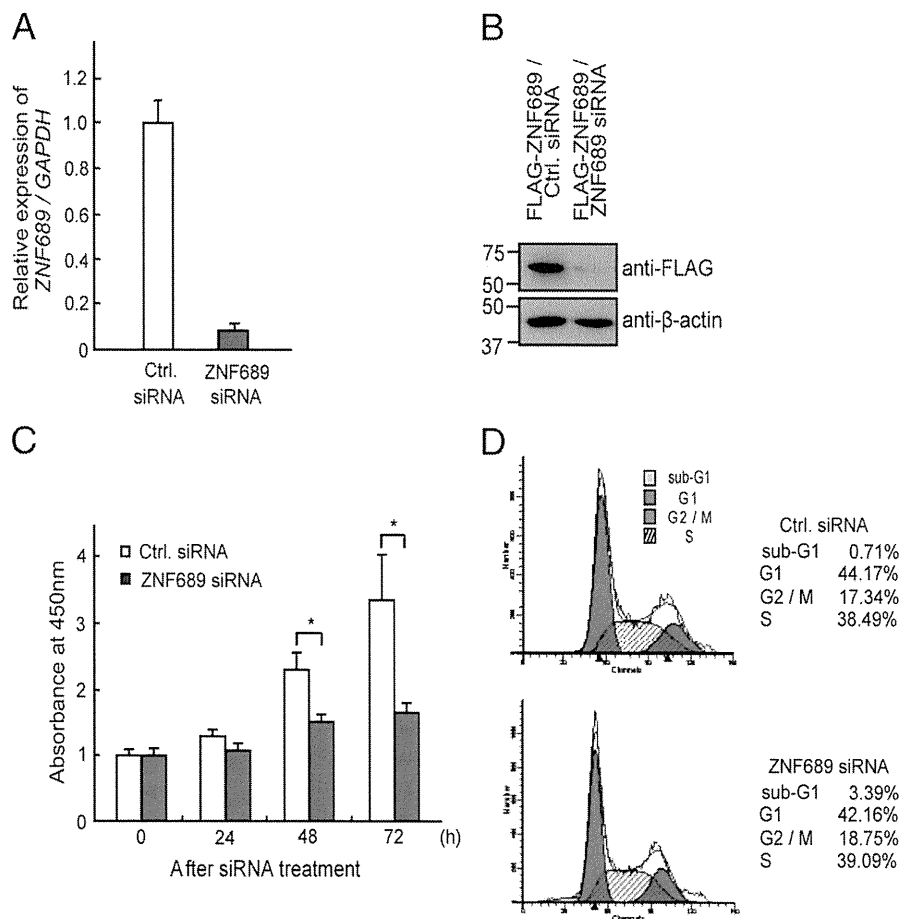 A
Relative expression of
ZNF689 / GAPDH
1.2
1.0
0.8
0.6
0.4
0.2
0
Ctrl.
siRNA
ZNF689
siRNA
B
FLAG-ZNF689 /
Ctrl. siRNA
FLAG-ZNF689 /
ZNF689 siRNA
75
50
anti-FLAG
50
37
anti-β-actin
C
Absorbance at 450nm
4
3
2
1
0
Ctrl. siRNA
ZNF689 siRNA
*
*
0 24 48 72 (h)
After siRNA treatment
D
sub-G1
G1
G2 / M
S
Number
Channels
Ctrl. siRNA
sub-G1 0.71%
G1 44.17%
G2 / M 17.34%
S 38.49%
Number
Channels
ZNF689 siRNA
sub-G1 3.39%
G1 42.16%
G2 / M 18.75%
S 39.09%